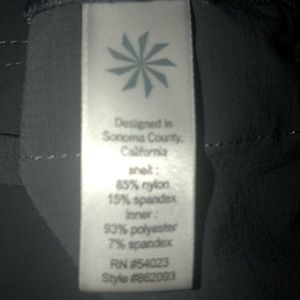 Designed in
Sonoma County,
California
shell :
85% nylon
15% spandex
inner :
93% polyester
7% spandex
RN #54023
Style #862093